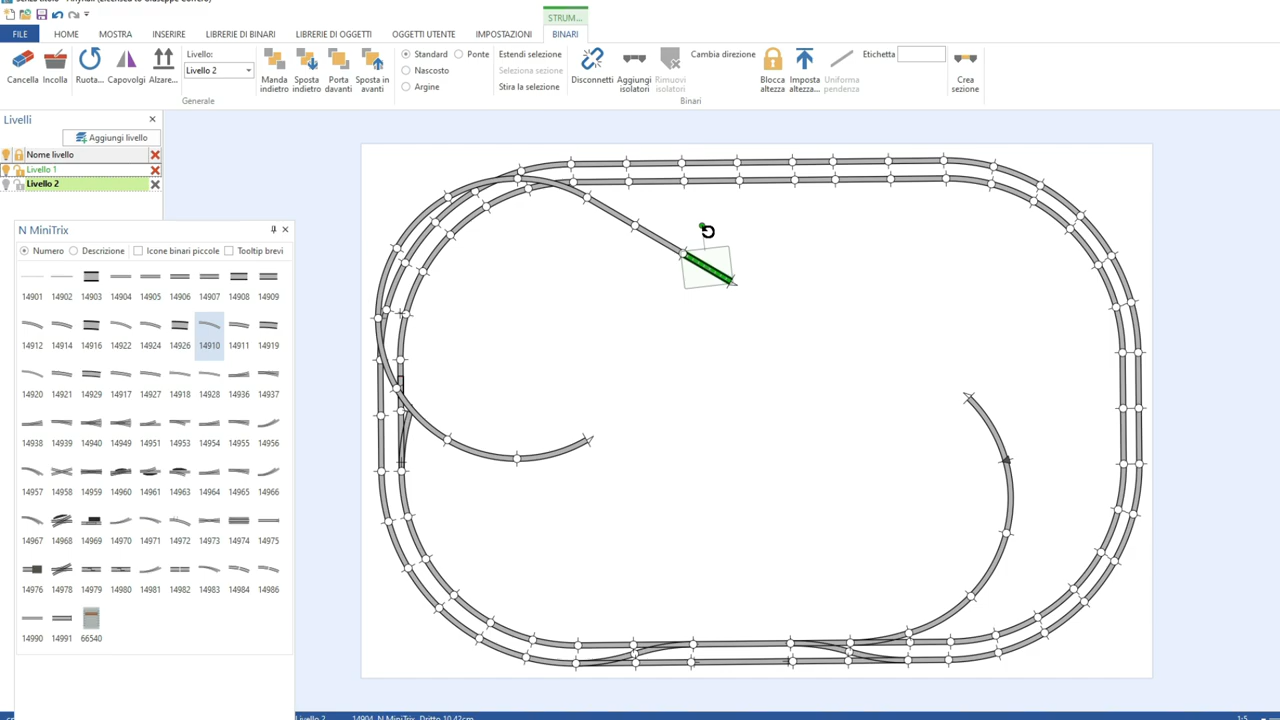 STRUM...
FILE HOME MOSTRA INSERIRE LIBRERIE DI BINARI LIBRERIE DI OGGETTI OGGETTI UTENTE IMPOSTAZIONI BINARI
Cancella Incolla Ruota... Capovolgi Alzare...
Livello:
Livello 2
Manda indietro Sposta indietro Porta davanti Sposta in avanti
Generale
Standard Ponte
Nascosto
Argine
Estendi selezione
Seleziona sezione
Stira la selezione
Disconnetti Aggiungi isolatori Rimuovi isolatori
Cambia direzione
Blocca altezza Imposta altezza... Uniforma pendenza
Etichetta
Binari
Crea sezione
Livelli
Aggiungi livello
Nome livello
Livello 1
Livello 2
N MiniTrix
Numero Descrizione Icone binari piccole Tooltip brevi
14901 14902 14903 14904 14905 14906 14907 14908 14909
14912 14914 14916 14922 14924 14926 14910 14911 14919
14920 14921 14929 14917 14927 14918 14928 14936 14937
14938 14939 14940 14949 14951 14953 14954 14955 14956
14957 14958 14959 14960 14961 14963 14964 14965 14966
14967 14968 14969 14970 14971 14972 14973 14974 14975
14976 14978 14979 14980 14981 14982 14983 14984 14986
14990 14991 66540
Livello 2 14904 N MiniTrix Dritto 10.42cm
1:5